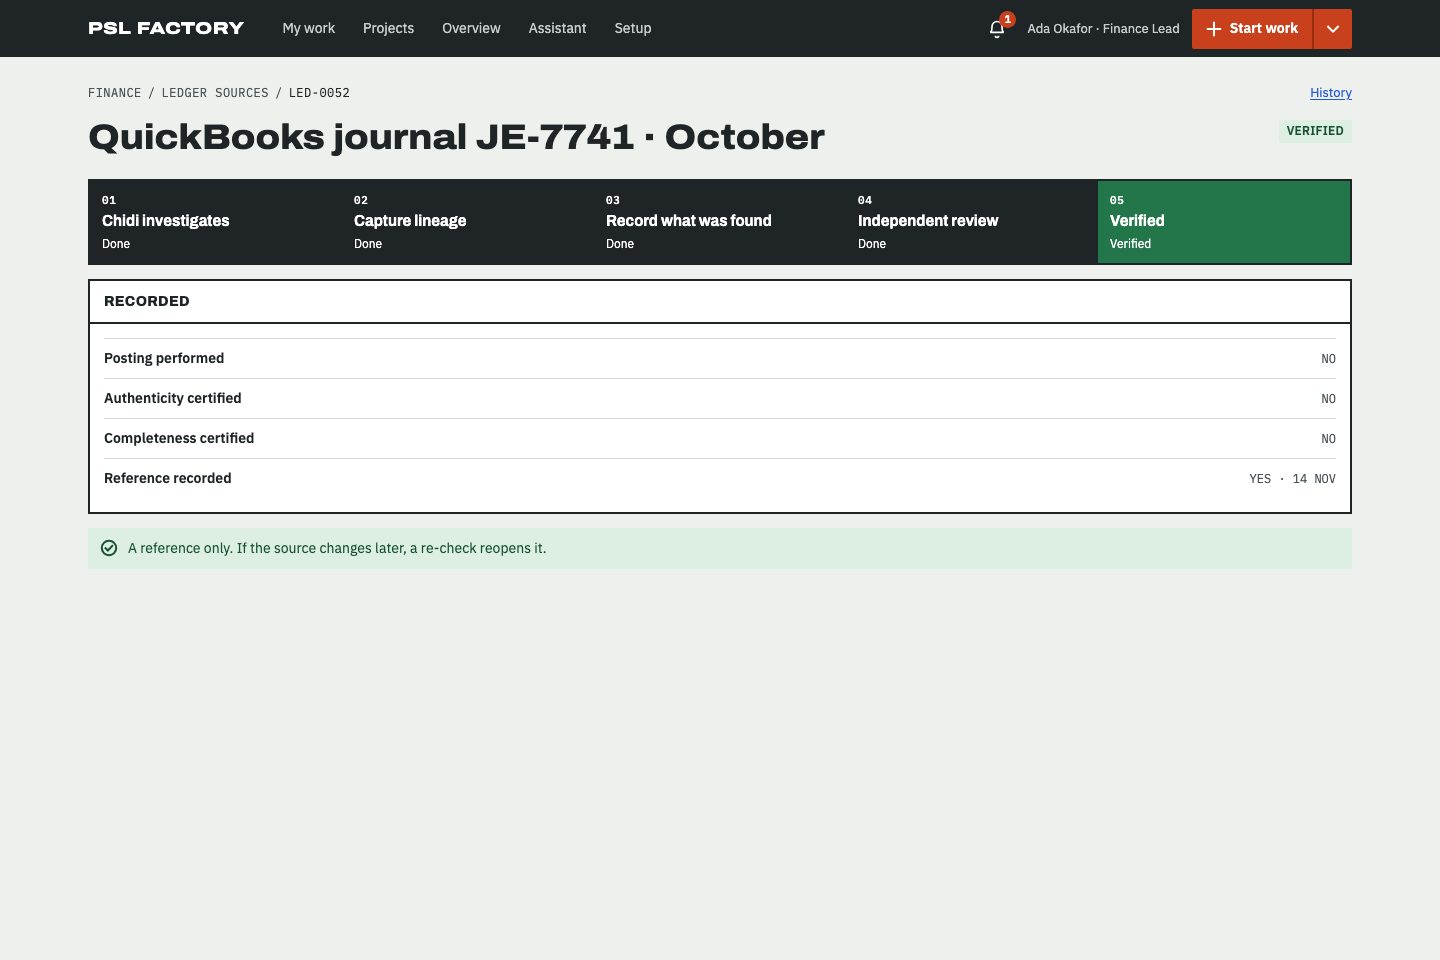 PSL FACTORY
My work
Projects
Overview
Assistant
Setup
1
Ada Okafor · Finance Lead
Start work
FINANCE / LEDGER SOURCES / LED-0052
History
QuickBooks journal JE-7741 · October
VERIFIED
01
Chidi investigates
Done
02
Capture lineage
Done
03
Record what was found
Done
04
Independent review
Done
05
Verified
Verified
RECORDED
Posting performed NO
Authenticity certified NO
Completeness certified NO
Reference recorded YES · 14 NOV
A reference only. If the source changes later, a re-check reopens it.